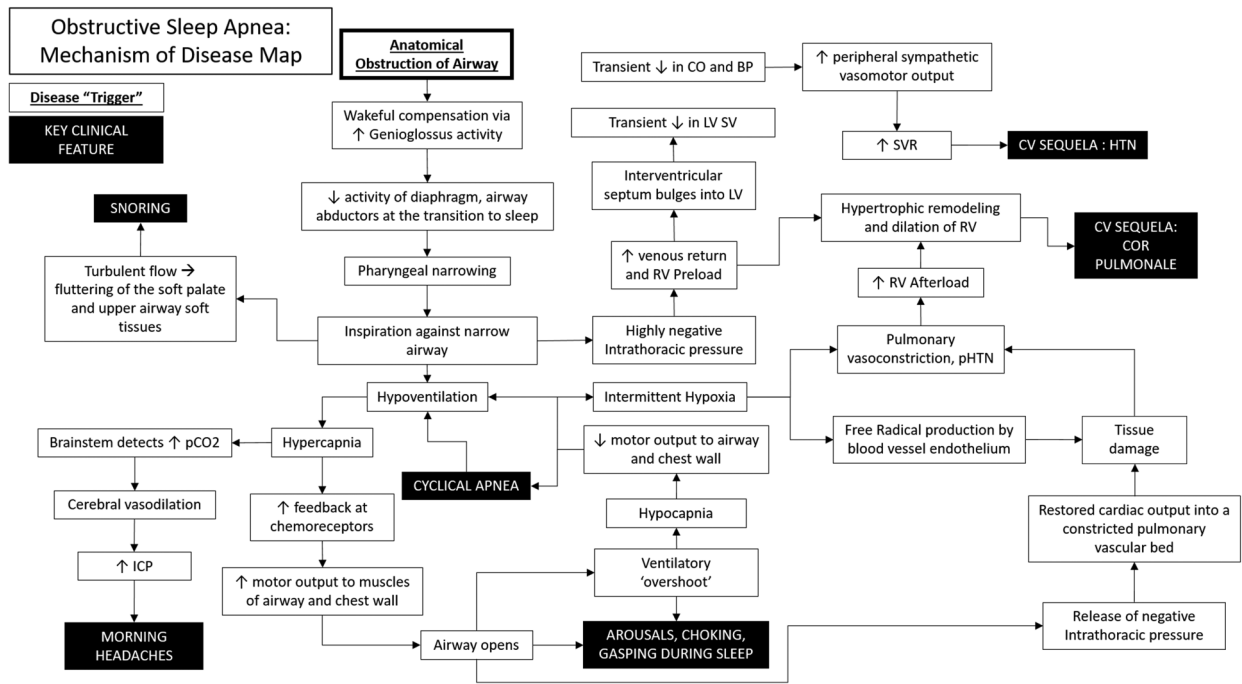 Obstructive Sleep Apnea:
Mechanism of Disease Map
Disease “Trigger”
KEY CLINICAL
FEATURE
Anatomical
Obstruction of Airway
Wakeful compensation via
↑ Genioglossus activity
↓ activity of diaphragm, airway
abductors at the transition to sleep
Pharyngeal narrowing
Inspiration against narrow
airway
SNORING
Turbulent flow →
fluttering of the soft palate
and upper airway soft
tissues
Hypoventilation
Hypercapnia
Brainstem detects ↑ pCO2
Cerebral vasodilation
↑ ICP
MORNING
HEADACHES
↑ feedback at
chemoreceptors
↑ motor output to muscles
of airway and chest wall
Airway opens
CYCLICAL APNEA
Transient ↓ in CO and BP
↑ peripheral sympathetic
vasomotor output
↑ SVR
CV SEQUELA : HTN
Transient ↓ in LV SV
Interventricular
septum bulges into LV
↑ venous return
and RV Preload
Highly negative
Intrathoracic pressure
Hypertrophic remodeling
and dilation of RV
CV SEQUELA:
COR
PULMONALE
↑ RV Afterload
Pulmonary
vasoconstriction, pHTN
Intermittent Hypoxia
Free Radical production by
blood vessel endothelium
Tissue
damage
↓ motor output to airway
and chest wall
Hypocapnia
Ventilatory
‘overshoot’
AROUSALS, CHOKING,
GASPING DURING SLEEP
Restored cardiac output into a
constricted pulmonary
vascular bed
Release of negative
Intrathoracic pressure